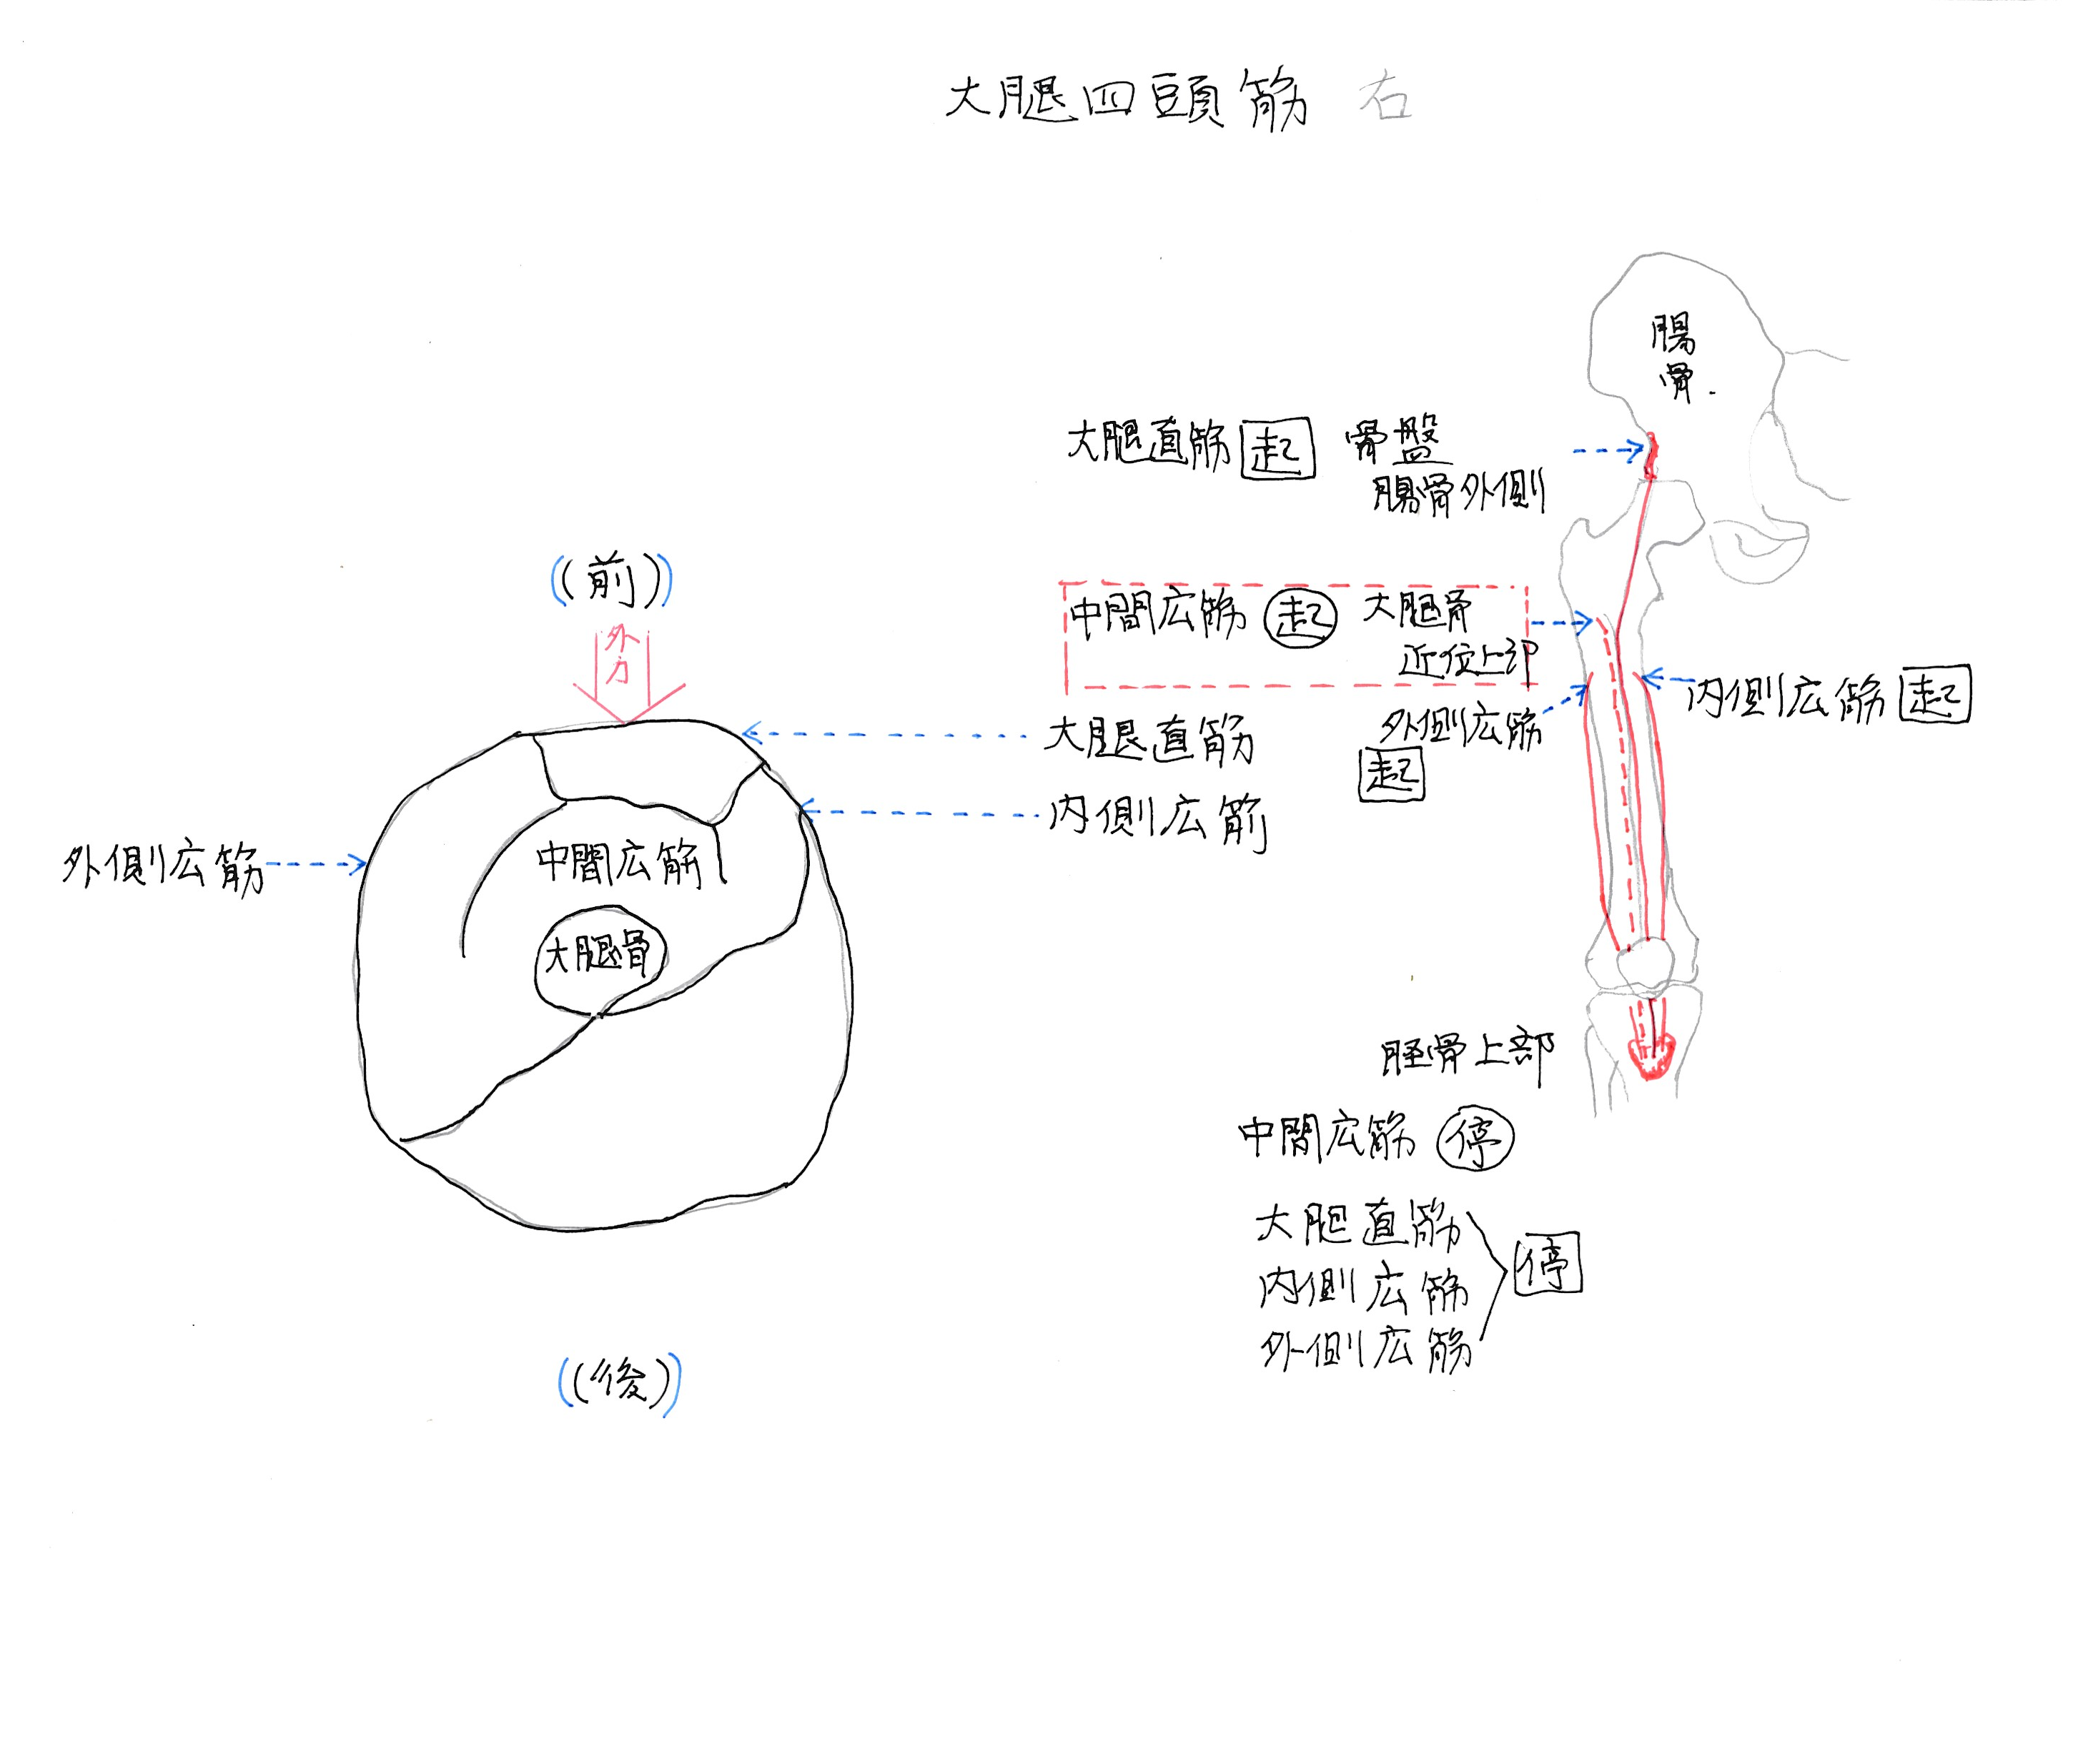 大腿四頭筋 右
腸
骨
大腿直筋 起 骨盤
腸骨外側
(前)
外
力
中間広筋 起 大腿骨
近位上部
内側広筋 起
外側広筋
起
大腿直筋
内側広筋
外側広筋
中間広筋
大腿骨
脛骨上部
中間広筋 停
大腿直筋
内側広筋 停
外側広筋
(後)